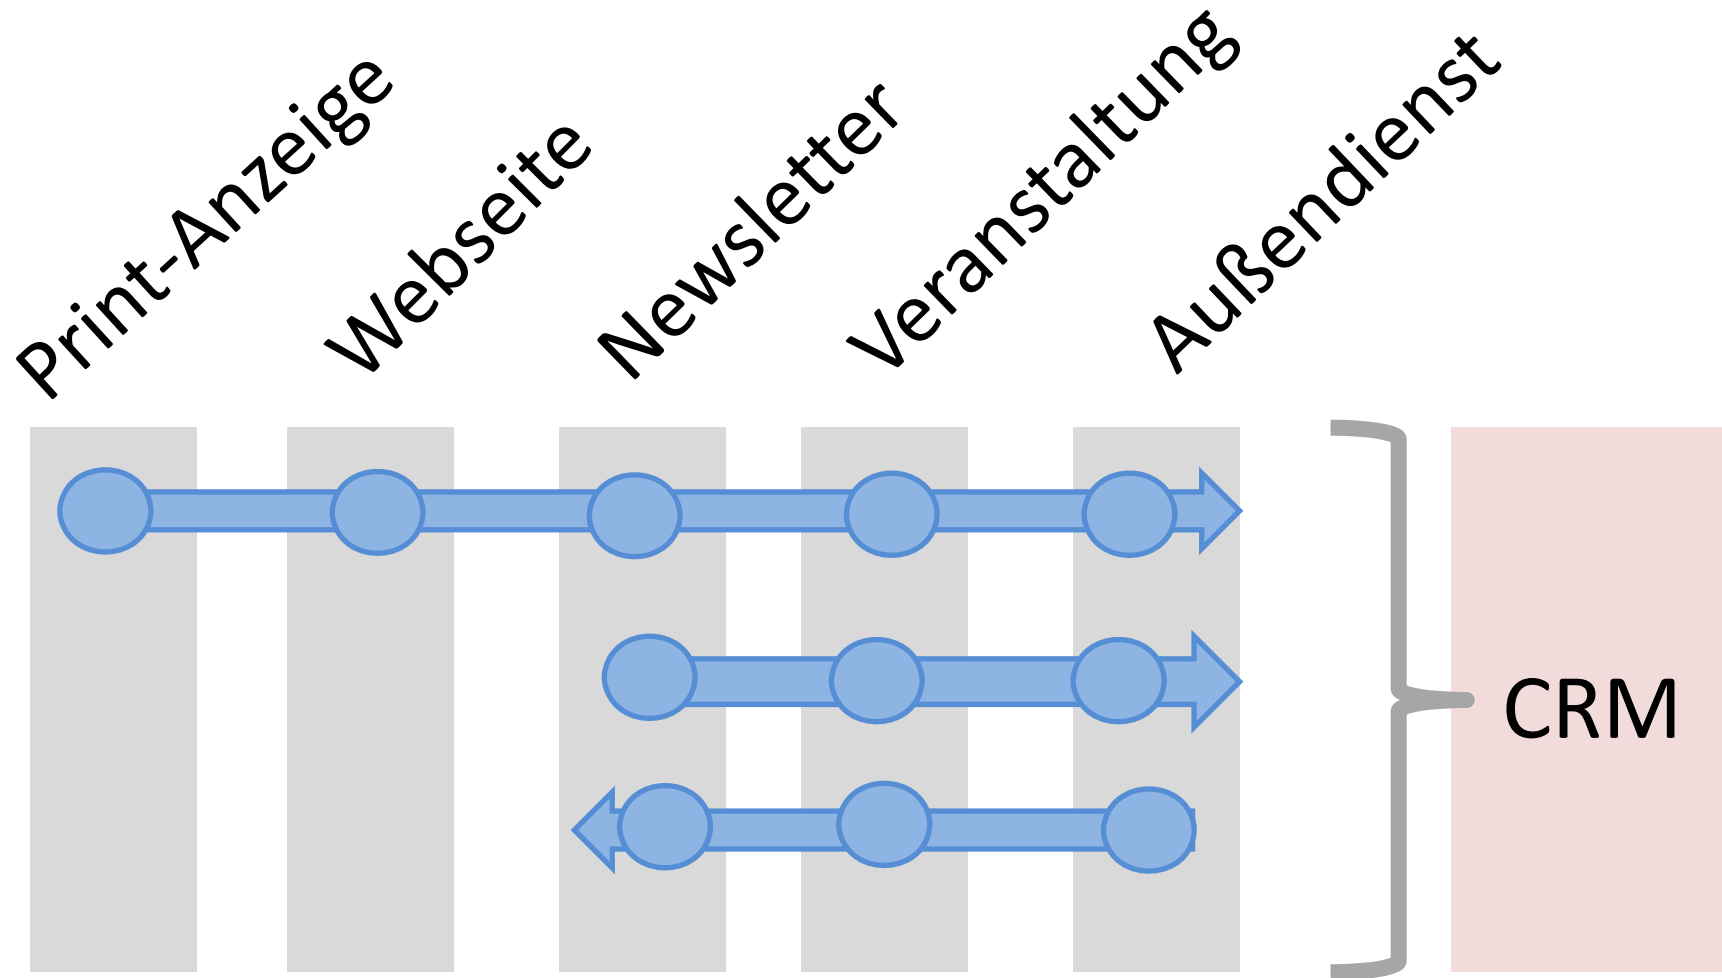 Print-Anzeige
Webseite
Newsletter
Veranstaltung
Außendienst
CRM